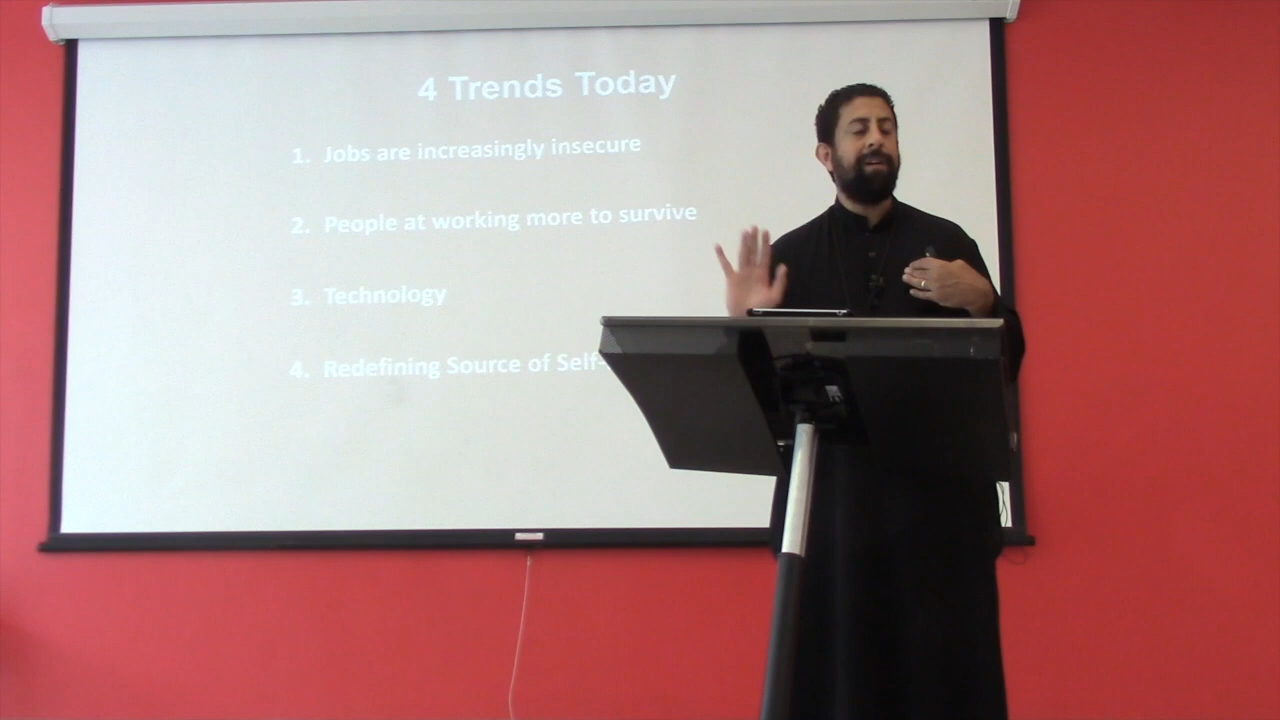 4 Trends Today
1. Jobs are increasingly insecure
2. People at working more to survive
3. Technology
4. Redefining Source of Self-